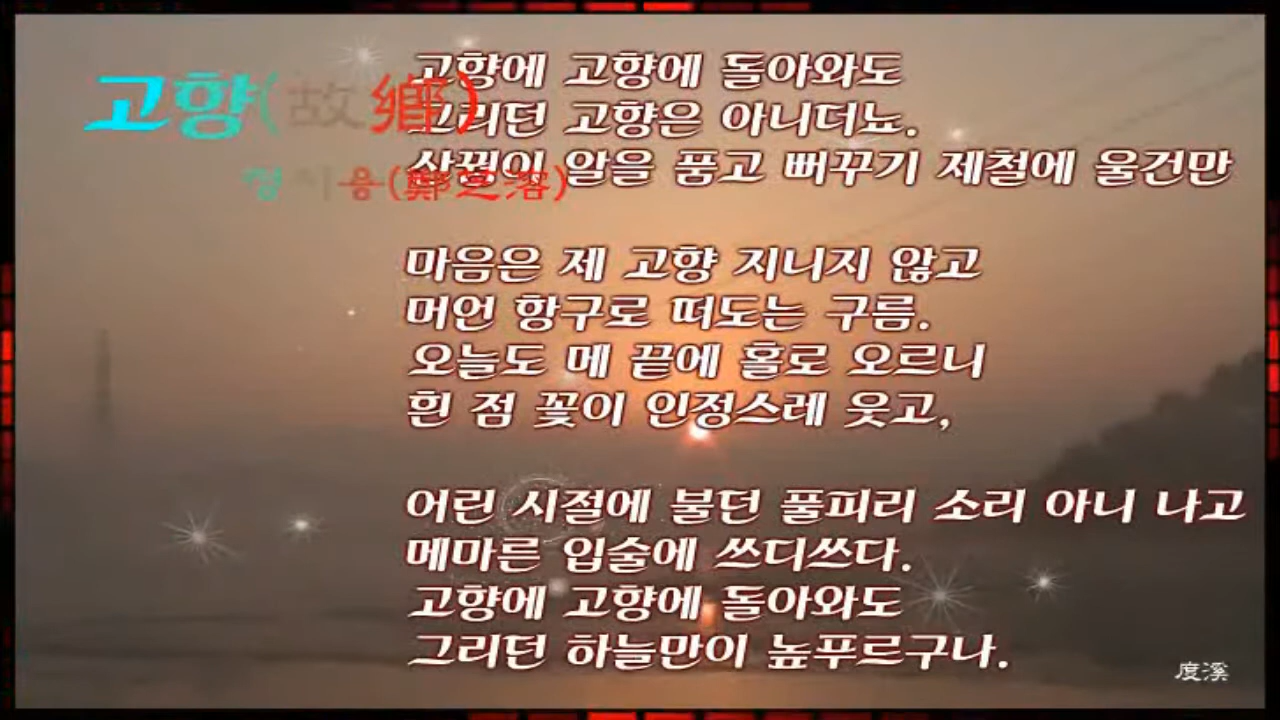 고향(故鄕)
정지용(鄭芝溶)
고향에 고향에 돌아와도
그리던 고향은 아니더뇨.
산꿩이 알을 품고 뻐꾸기 제철에 울건만
마음은 제 고향 지니지 않고
머언 항구로 떠도는 구름.
오늘도 메 끝에 홀로 오르니
흰 점 꽃이 인정스레 웃고,
어린 시절에 불던 풀피리 소리 아니 나고
메마른 입술에 쓰디쓰다.
고향에 고향에 돌아와도
그리던 하늘만이 높푸르구나.
度溪